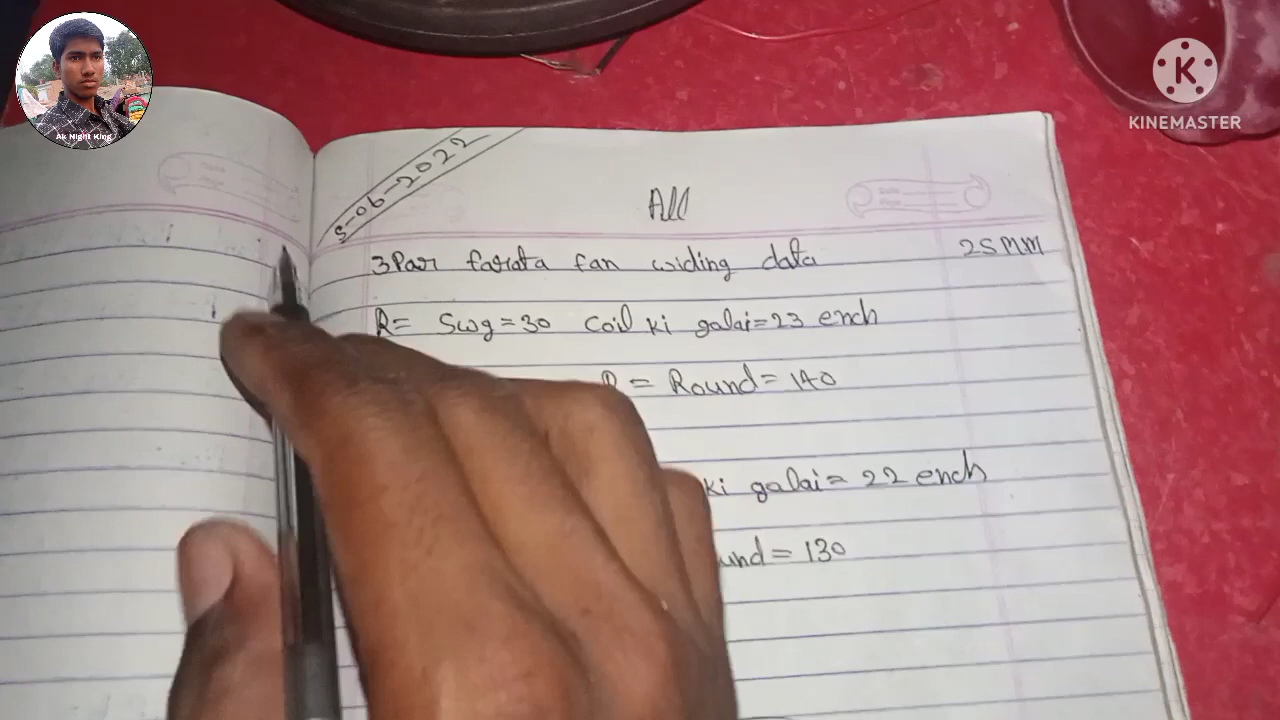 Ak Night King
KINEMASTER
5-06-2022
All
3Par farata fan widing data 25MM
R= Swg=30 Coil ki galai=23 ench
R = Round= 140
ki galai= 22 ench
und= 130